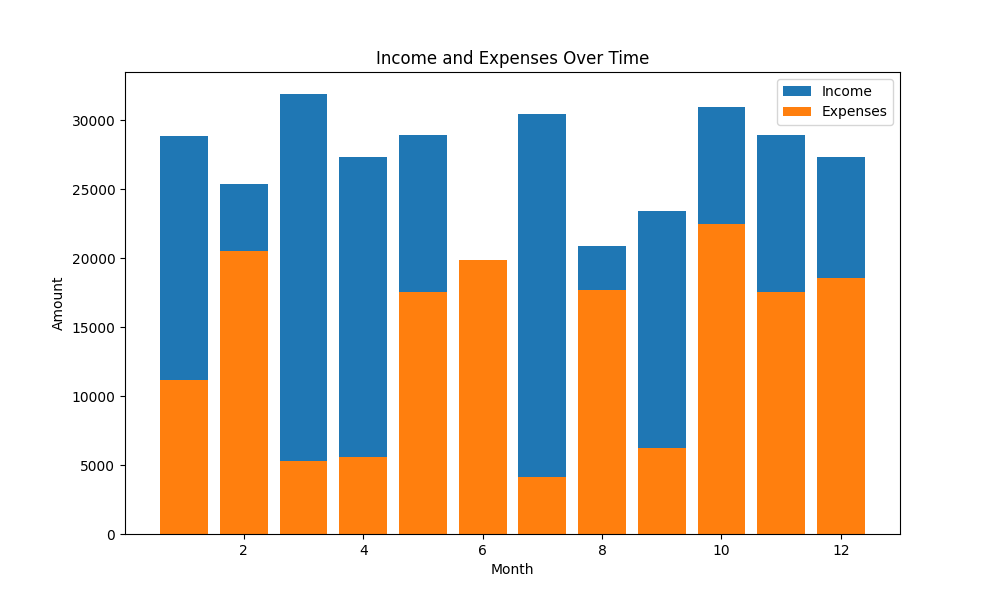 Income and Expenses Over Time
Income
Expenses
Amount
30000
25000
20000
15000
10000
5000
0
2 4 6 8 10 12
Month